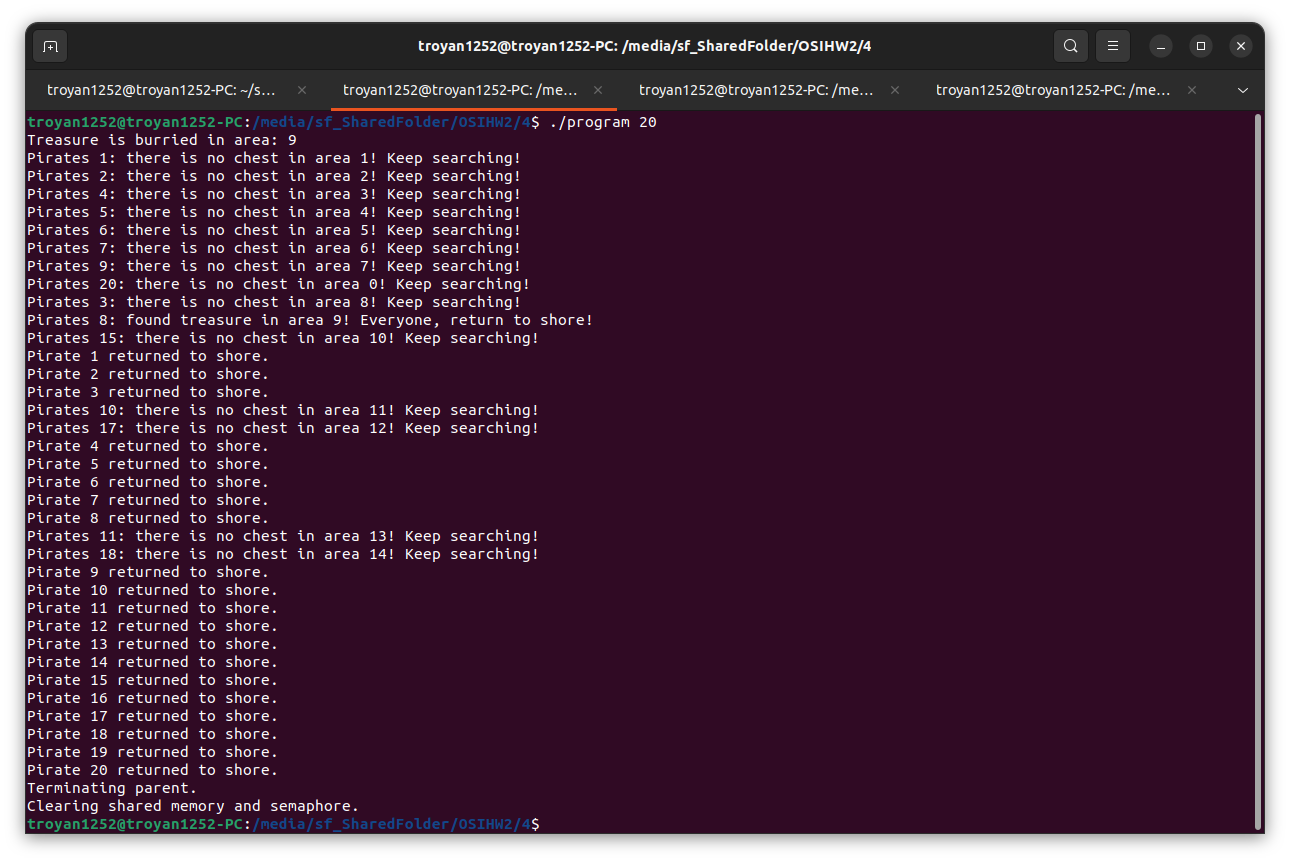 troyan1252@troyan1252-PC: /media/sf_SharedFolder/OSIHW2/4
troyan1252@troyan1252-PC: ~/s... troyan1252@troyan1252-PC: /me... troyan1252@troyan1252-PC: /me... troyan1252@troyan1252-PC: /me...
troyan1252@troyan1252-PC:/media/sf_SharedFolder/OSIHW2/4$ ./program 20
Treasure is burried in area: 9
Pirates 1: there is no chest in area 1! Keep searching!
Pirates 2: there is no chest in area 2! Keep searching!
Pirates 4: there is no chest in area 3! Keep searching!
Pirates 5: there is no chest in area 4! Keep searching!
Pirates 6: there is no chest in area 5! Keep searching!
Pirates 7: there is no chest in area 6! Keep searching!
Pirates 9: there is no chest in area 7! Keep searching!
Pirates 20: there is no chest in area 0! Keep searching!
Pirates 3: there is no chest in area 8! Keep searching!
Pirates 8: found treasure in area 9! Everyone, return to shore!
Pirates 15: there is no chest in area 10! Keep searching!
Pirate 1 returned to shore.
Pirate 2 returned to shore.
Pirate 3 returned to shore.
Pirates 10: there is no chest in area 11! Keep searching!
Pirates 17: there is no chest in area 12! Keep searching!
Pirate 4 returned to shore.
Pirate 5 returned to shore.
Pirate 6 returned to shore.
Pirate 7 returned to shore.
Pirate 8 returned to shore.
Pirates 11: there is no chest in area 13! Keep searching!
Pirates 18: there is no chest in area 14! Keep searching!
Pirate 9 returned to shore.
Pirate 10 returned to shore.
Pirate 11 returned to shore.
Pirate 12 returned to shore.
Pirate 13 returned to shore.
Pirate 14 returned to shore.
Pirate 15 returned to shore.
Pirate 16 returned to shore.
Pirate 17 returned to shore.
Pirate 18 returned to shore.
Pirate 19 returned to shore.
Pirate 20 returned to shore.
Terminating parent.
Clearing shared memory and semaphore.
troyan1252@troyan1252-PC:/media/sf_SharedFolder/OSIHW2/4$